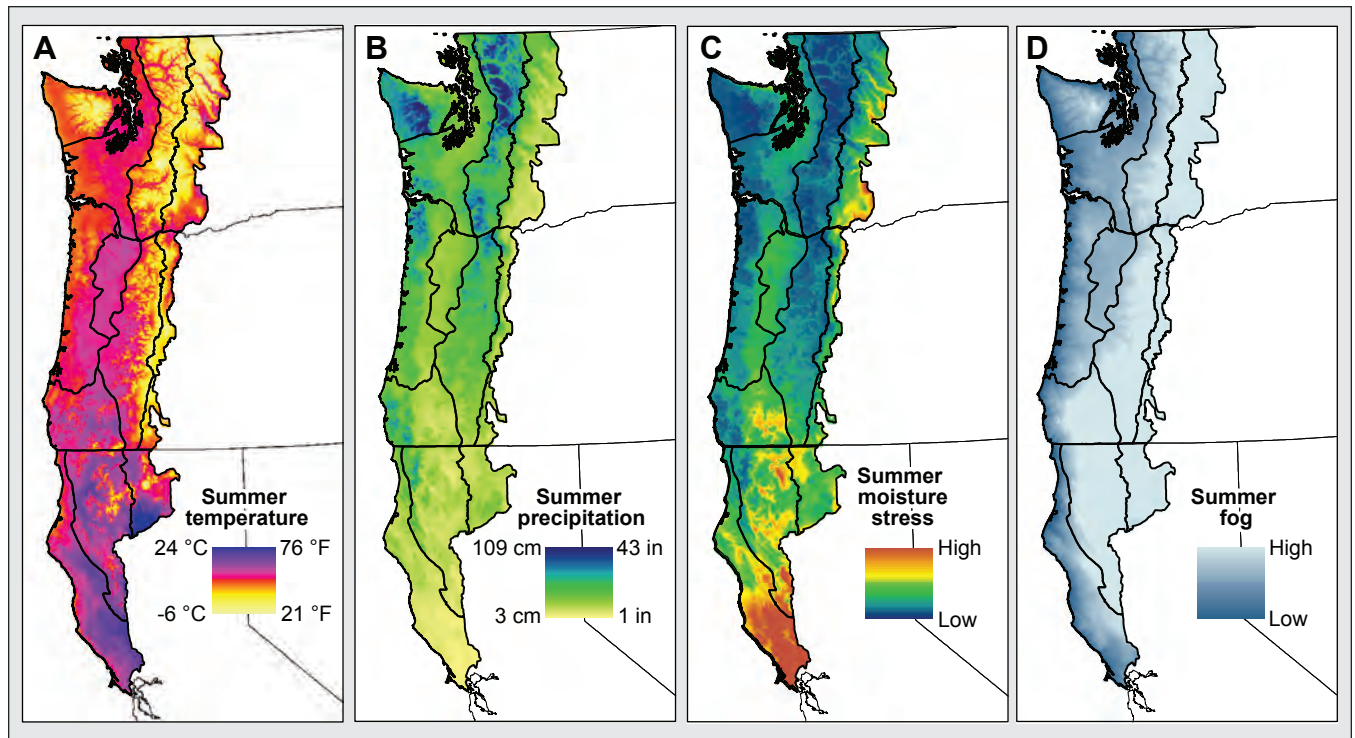 A
Summer
temperature
24 °C 76 °F
-6 °C 21 °F
B
Summer
precipitation
109 cm 43 in
3 cm 1 in
C
Summer
moisture
stress
High
Low
D
Summer
fog
High
Low